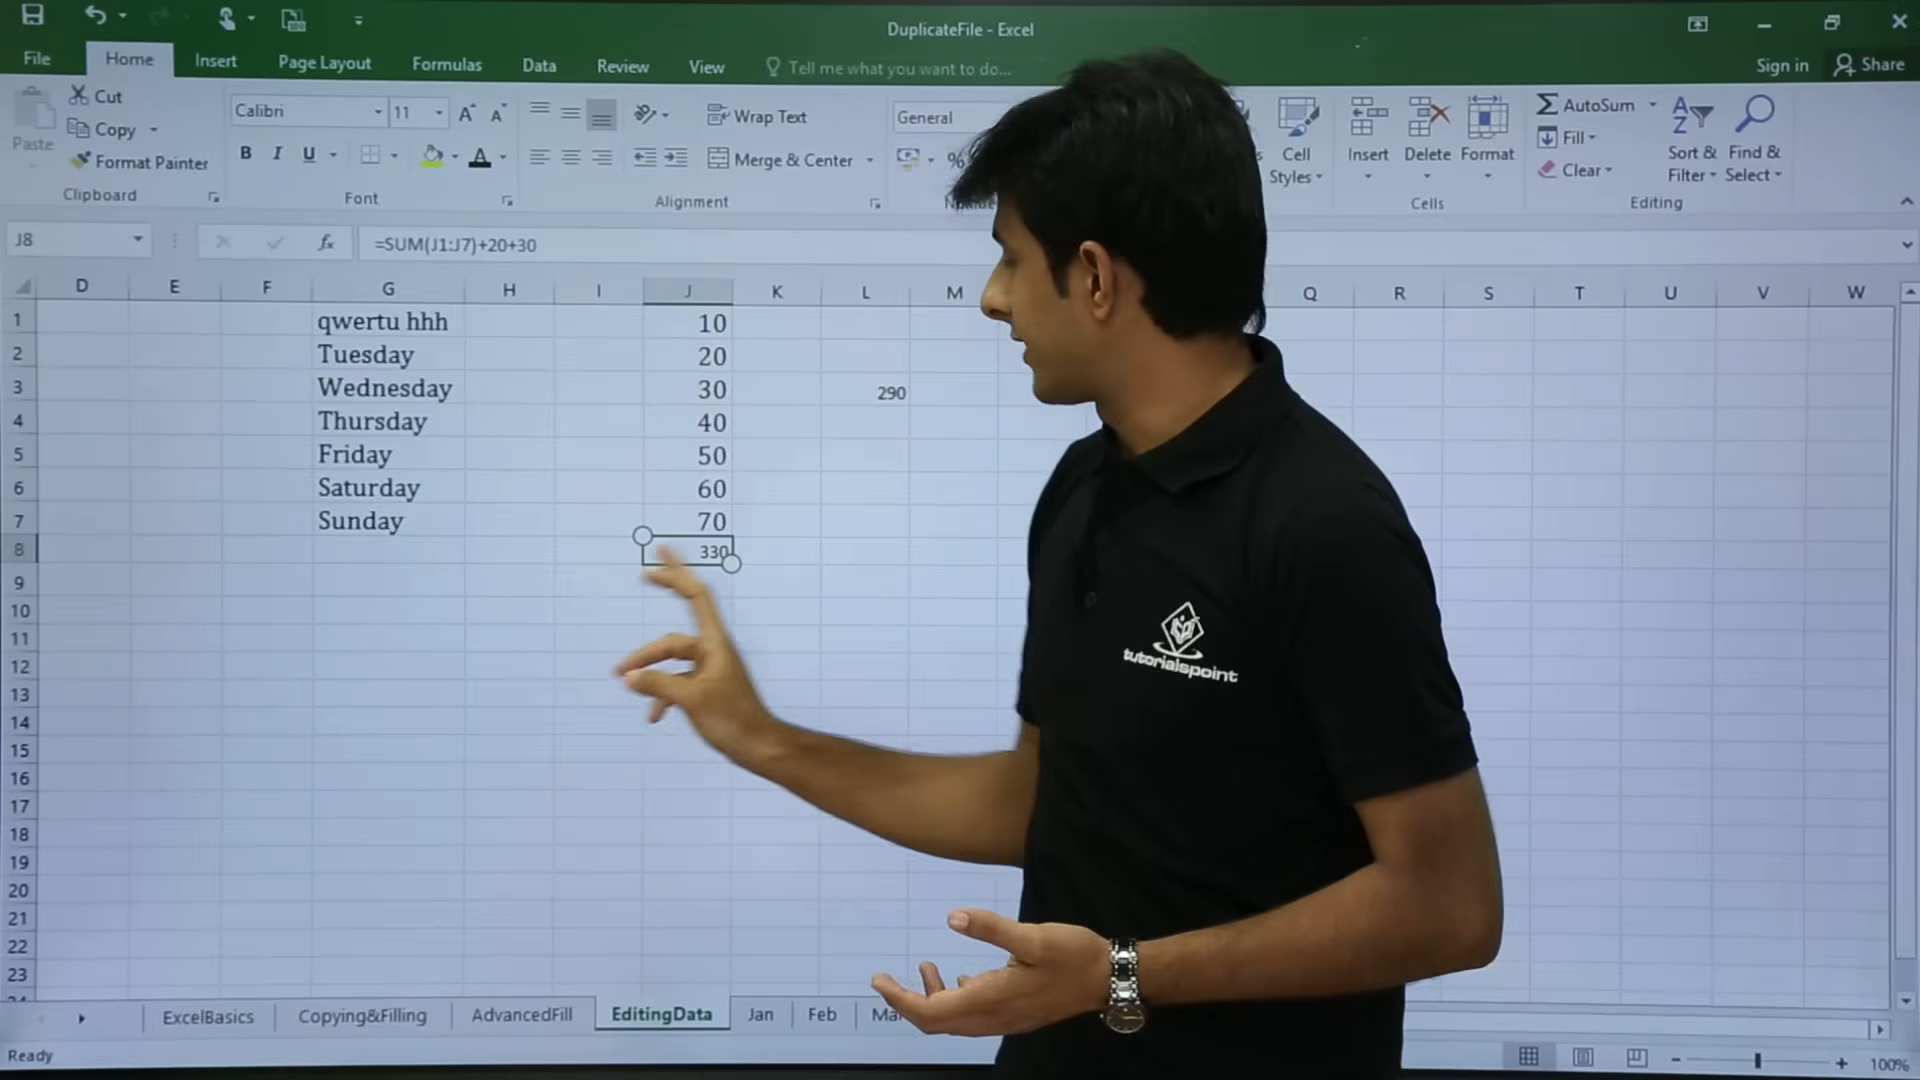 DuplicateFile - Excel
File Home Insert Page Layout Formulas Data Review View Tell me what you want to do... Sign in Share
Cut
Copy
Format Painter
Paste
Clipboard
Calibri 11
B I U
Font
Wrap Text
Merge & Center
Alignment
General
%
Cell Styles
Insert Delete Format
Cells
AutoSum
Fill
Clear
Sort & Filter
Find & Select
Editing
J8 fx =SUM(J1:J7)+20+30
D E F G H I J K L M Q R S T U V W
1 qwertu hhh 10
2 Tuesday 20
3 Wednesday 30 290
4 Thursday 40
5 Friday 50
6 Saturday 60
7 Sunday 70
8 330
9
10
11
12
13
14
15
16
17
18
19
20
21
22
23
tutorialspoint
ExcelBasics Copying&Filling AdvancedFill EditingData Jan Feb
Ready 100%